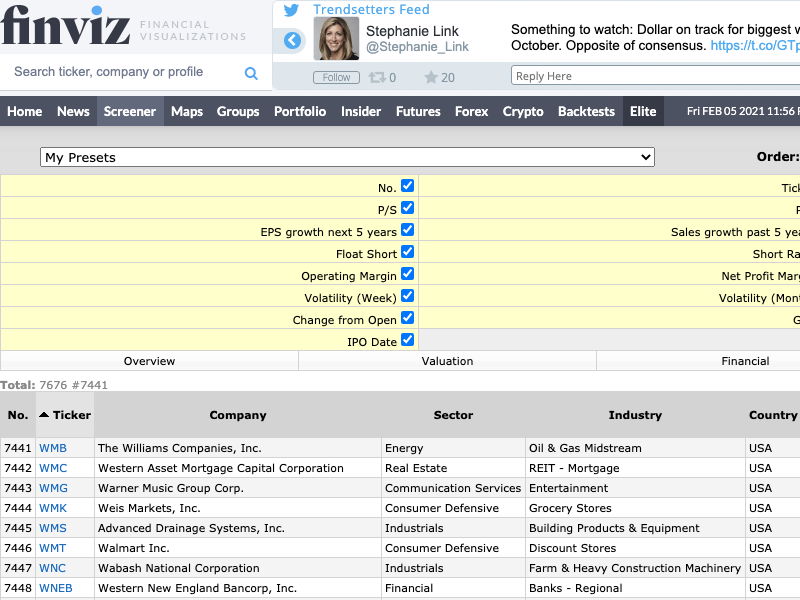 finviz FINANCIAL VISUALIZATIONS
Trendsetters Feed
Stephanie Link
@Stephanie_Link
Something to watch: Dollar on track for biggest w
October. Opposite of consensus. https://t.co/GTp
Search ticker, company or profile
Follow 0 20 Reply Here
Home News Screener Maps Groups Portfolio Insider Futures Forex Crypto Backtests Elite Fri FEB 05 2021 11:56 P
My Presets Order:
No. Tick
P/S P
EPS growth next 5 years Sales growth past 5 yea
Float Short Short Ra
Operating Margin Net Profit Marg
Volatility (Week) Volatility (Mont
Change from Open G
IPO Date
Overview Valuation Financial
Total: 7676 #7441
No. Ticker Company Sector Industry Country
7441 WMB The Williams Companies, Inc. Energy Oil & Gas Midstream USA
7442 WMC Western Asset Mortgage Capital Corporation Real Estate REIT - Mortgage USA
7443 WMG Warner Music Group Corp. Communication Services Entertainment USA
7444 WMK Weis Markets, Inc. Consumer Defensive Grocery Stores USA
7445 WMS Advanced Drainage Systems, Inc. Industrials Building Products & Equipment USA
7446 WMT Walmart Inc. Consumer Defensive Discount Stores USA
7447 WNC Wabash National Corporation Industrials Farm & Heavy Construction Machinery USA
7448 WNEB Western New England Bancorp, Inc. Financial Banks - Regional USA